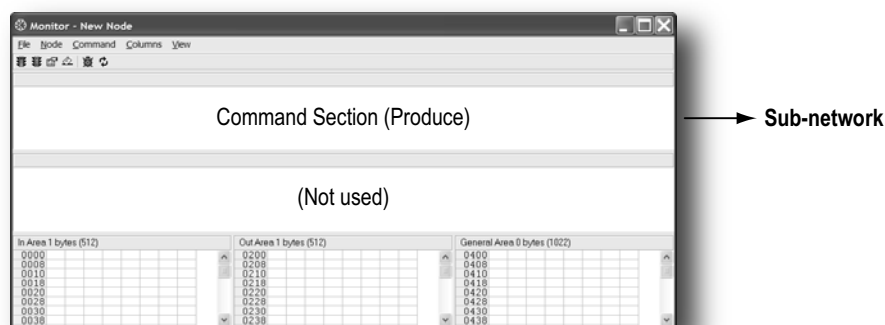 Monitor - New Node
File Node Command Columns View
Command Section (Produce)
Sub-network
(Not used)
In Area 1 bytes (512) Out Area 1 bytes (512) General Area 0 bytes (1022)
0000 0200 0400
0008 0208 0408
0010 0210 0410
0018 0218 0418
0020 0220 0420
0028 0228 0428
0030 0230 0430
0038 0238 0438